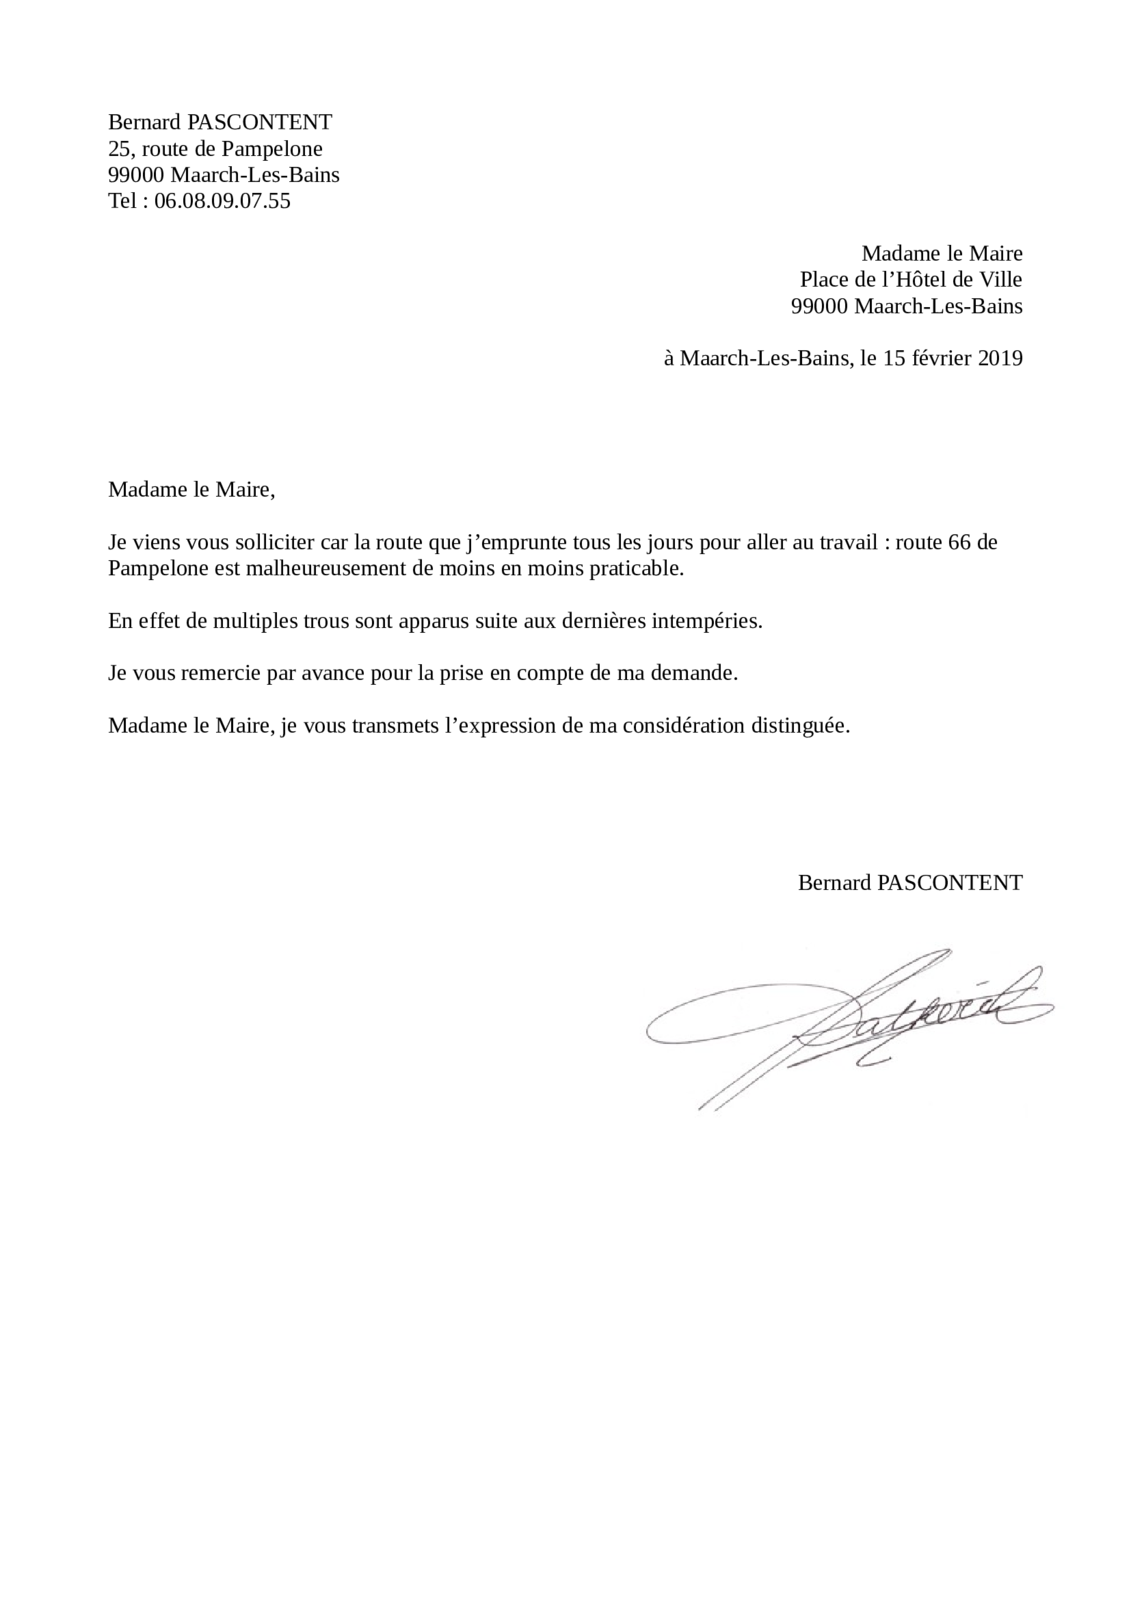 Bernard PASCONTENT
25, route de Pampelone
99000 Maarch-Les-Bains
Tel : 06.08.09.07.55
Madame le Maire
Place de l’Hôtel de Ville
99000 Maarch-Les-Bains
à Maarch-Les-Bains, le 15 février 2019
Madame le Maire,
Je viens vous solliciter car la route que j’emprunte tous les jours pour aller au travail : route 66 de
Pampelone est malheureusement de moins en moins praticable.
En effet de multiples trous sont apparus suite aux dernières intempéries.
Je vous remercie par avance pour la prise en compte de ma demande.
Madame le Maire, je vous transmets l’expression de ma considération distinguée.
Bernard PASCONTENT